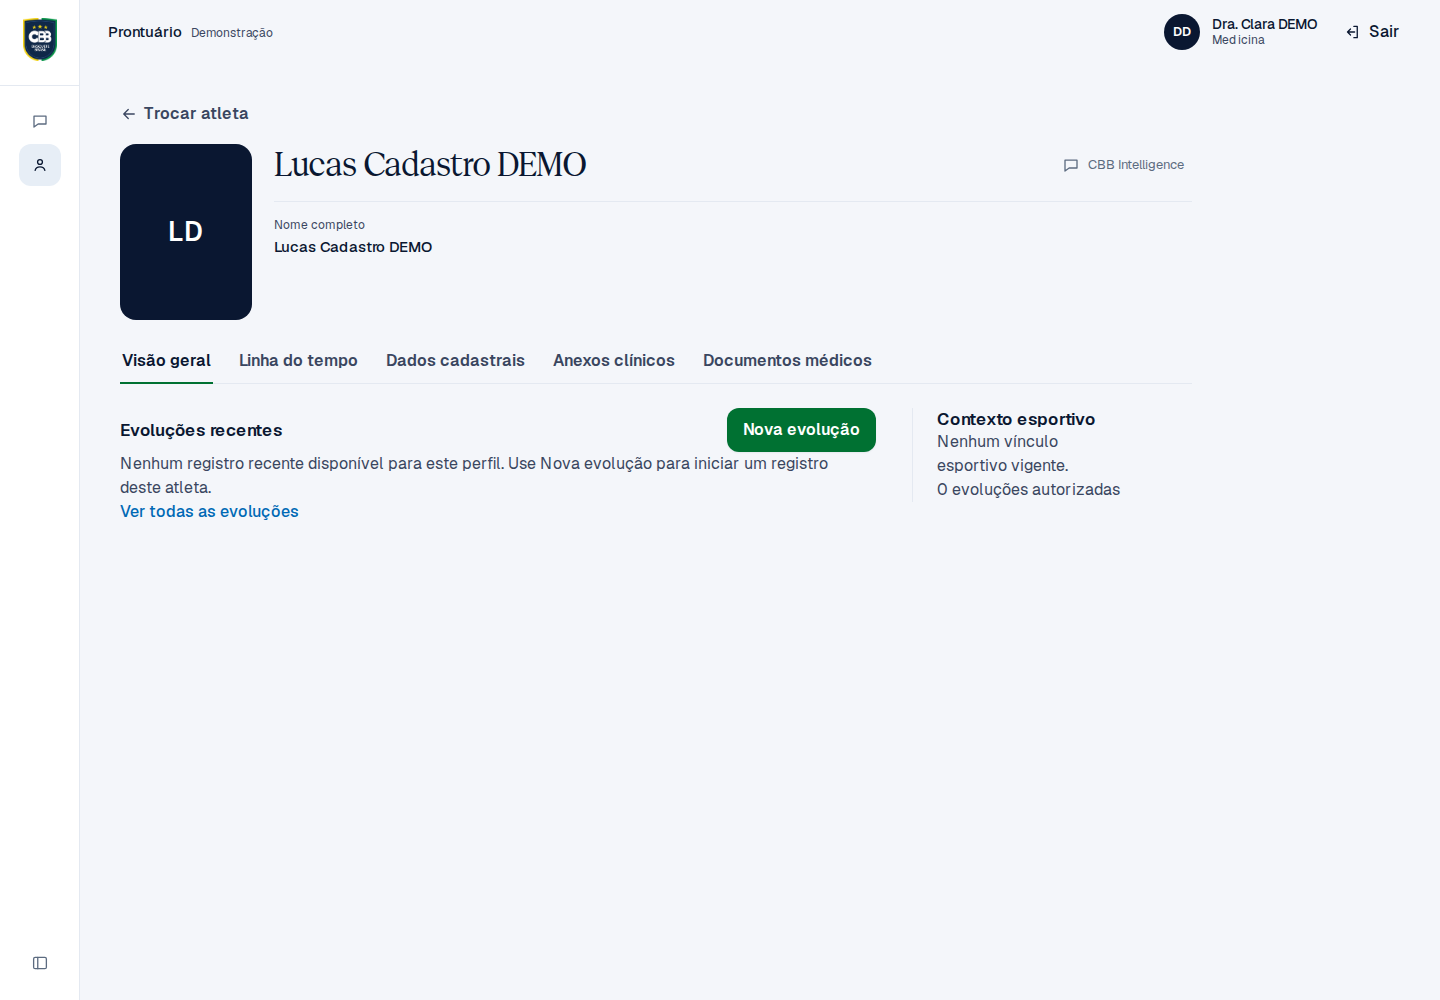 CBB
Prontuário Demonstração
DD
Dra. Clara DEMO
Medicina
Sair
Trocar atleta
LD
Lucas Cadastro DEMO
CBB Intelligence
Nome completo
Lucas Cadastro DEMO
Visão geral Linha do tempo Dados cadastrais Anexos clínicos Documentos médicos
Evoluções recentes
Nova evolução
Nenhum registro recente disponível para este perfil. Use Nova evolução para iniciar um registro
deste atleta.
Ver todas as evoluções
Contexto esportivo
Nenhum vínculo
esportivo vigente.
0 evoluções autorizadas